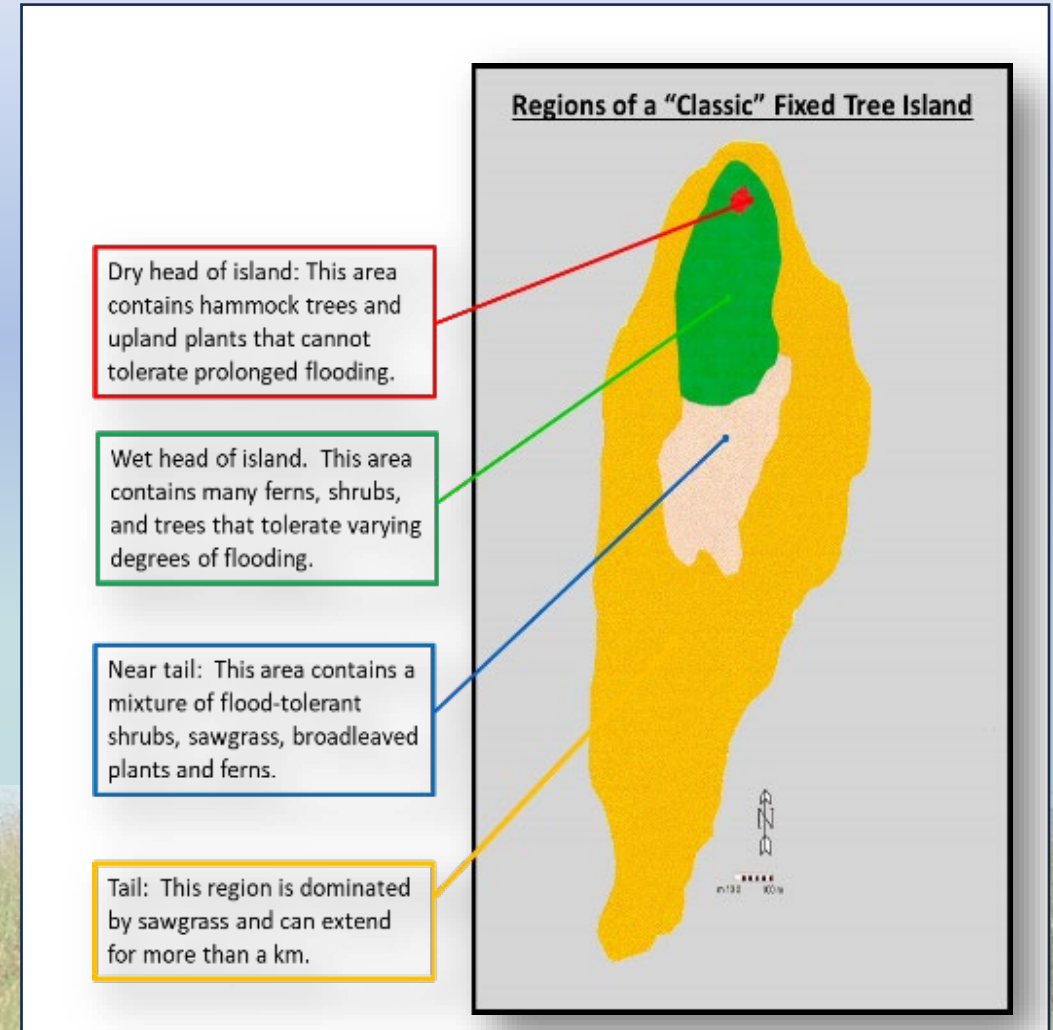 Regions of a “Classic” Fixed Tree Island
Dry head of island: This area
contains hammock trees and
upland plants that cannot
tolerate prolonged flooding.
Wet head of island. This area
contains many ferns, shrubs,
and trees that tolerate varying
degrees of flooding.
Near tail: This area contains a
mixture of flood-tolerant
shrubs, sawgrass, broadleaved
plants and ferns.
N
Tail: This region is dominated
by sawgrass and can extend
for more than a km.